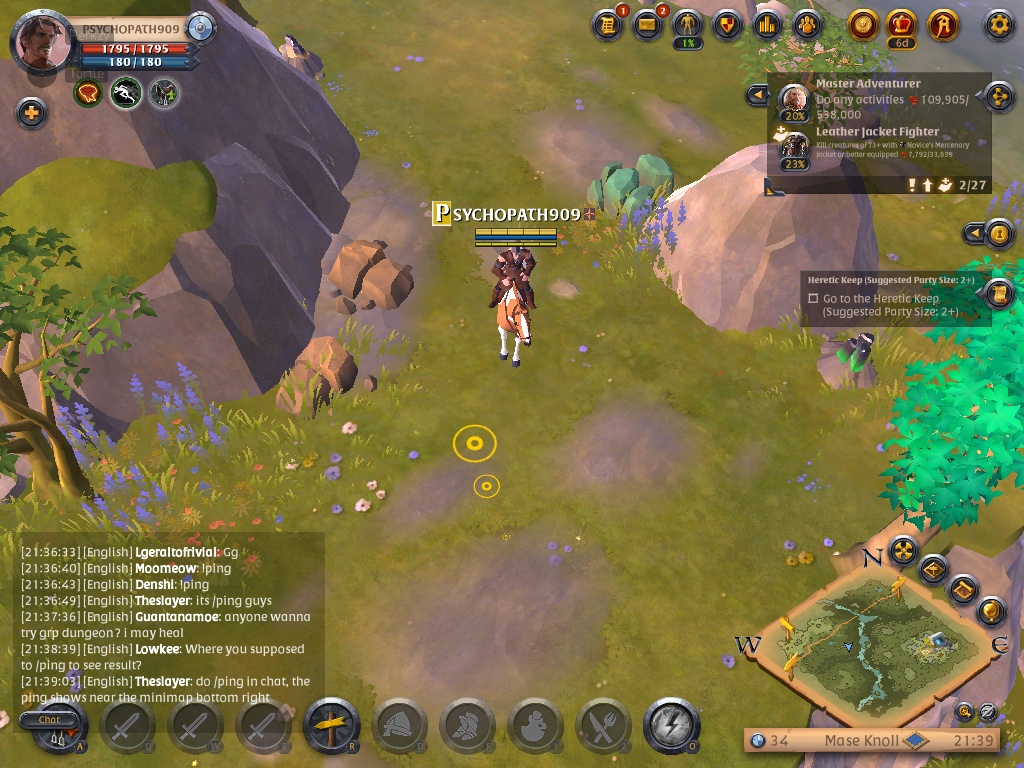 PSYCHOPATH909
1795 / 1795
180 / 180
Turtle
1
2
1%
6d
Master Adventurer
Do any activities 109,905/
598,000
20%
Leather Jacket Fighter
Kill creatures of T3+ with Novice's Mercenary
Jacket or better equipped 7,792/33,639
23%
2/27
PSYCHOPATH909
Heretic Keep (Suggested Party Size: 2+)
Go to the Heretic Keep
(Suggested Party Size: 2+)
[21:36:33] [English] Lgeraltofrivial: Gg
[21:36:40] [English] Moomeow: !ping
[21:36:43] [English] Denshi: !ping
[21:36:49] [English] Theslayer: its /ping guys
[21:37:36] [English] Guantanamoe: anyone wanna
try grp dungeon? i may heal
[21:38:39] [English] Lowkee: Where you supposed
to /ping to see result?
[21:39:03] [English] Theslayer: do /ping in chat, the
ping shows near the minimap bottom right
Chat
A
Q
W
E
R
D
F
O
N
W
E
34 Mase Knoll 21:39